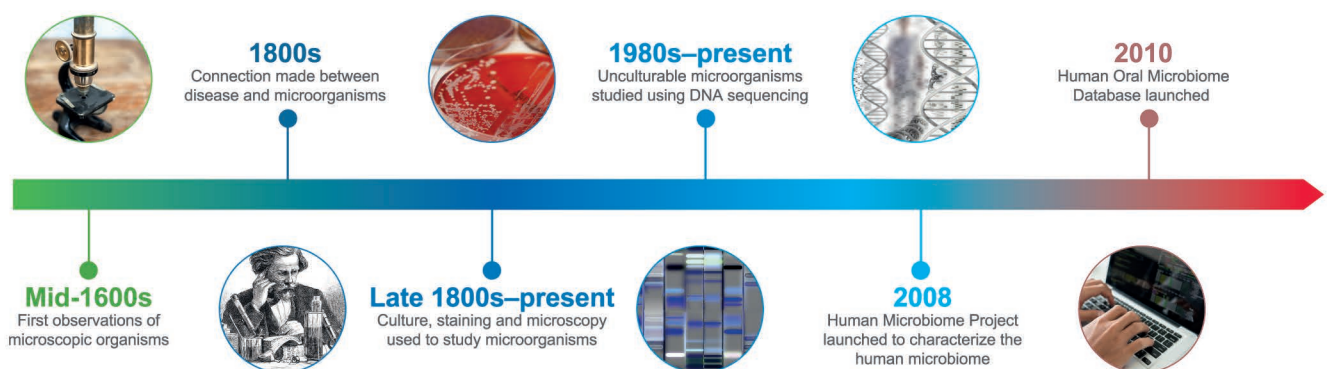 1800s
Connection made between
disease and microorganisms
1980s–present
Unculturable microorganisms
studied using DNA sequencing
2010
Human Oral Microbiome
Database launched
Mid-1600s
First observations of
microscopic organisms
Late 1800s–present
Culture, staining and microscopy
used to study microorganisms
2008
Human Microbiome Project
launched to characterize the
human microbiome